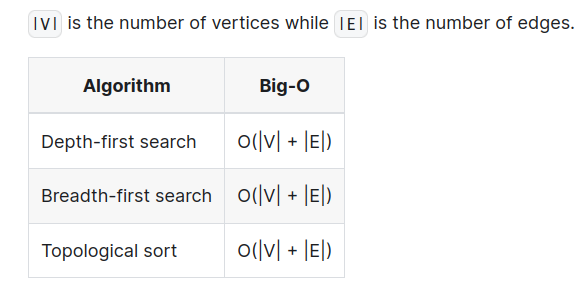 |V| is the number of vertices while |E| is the number of edges.
Algorithm Big-O
Depth-first search O(|V| + |E|)
Breadth-first search O(|V| + |E|)
Topological sort O(|V| + |E|)